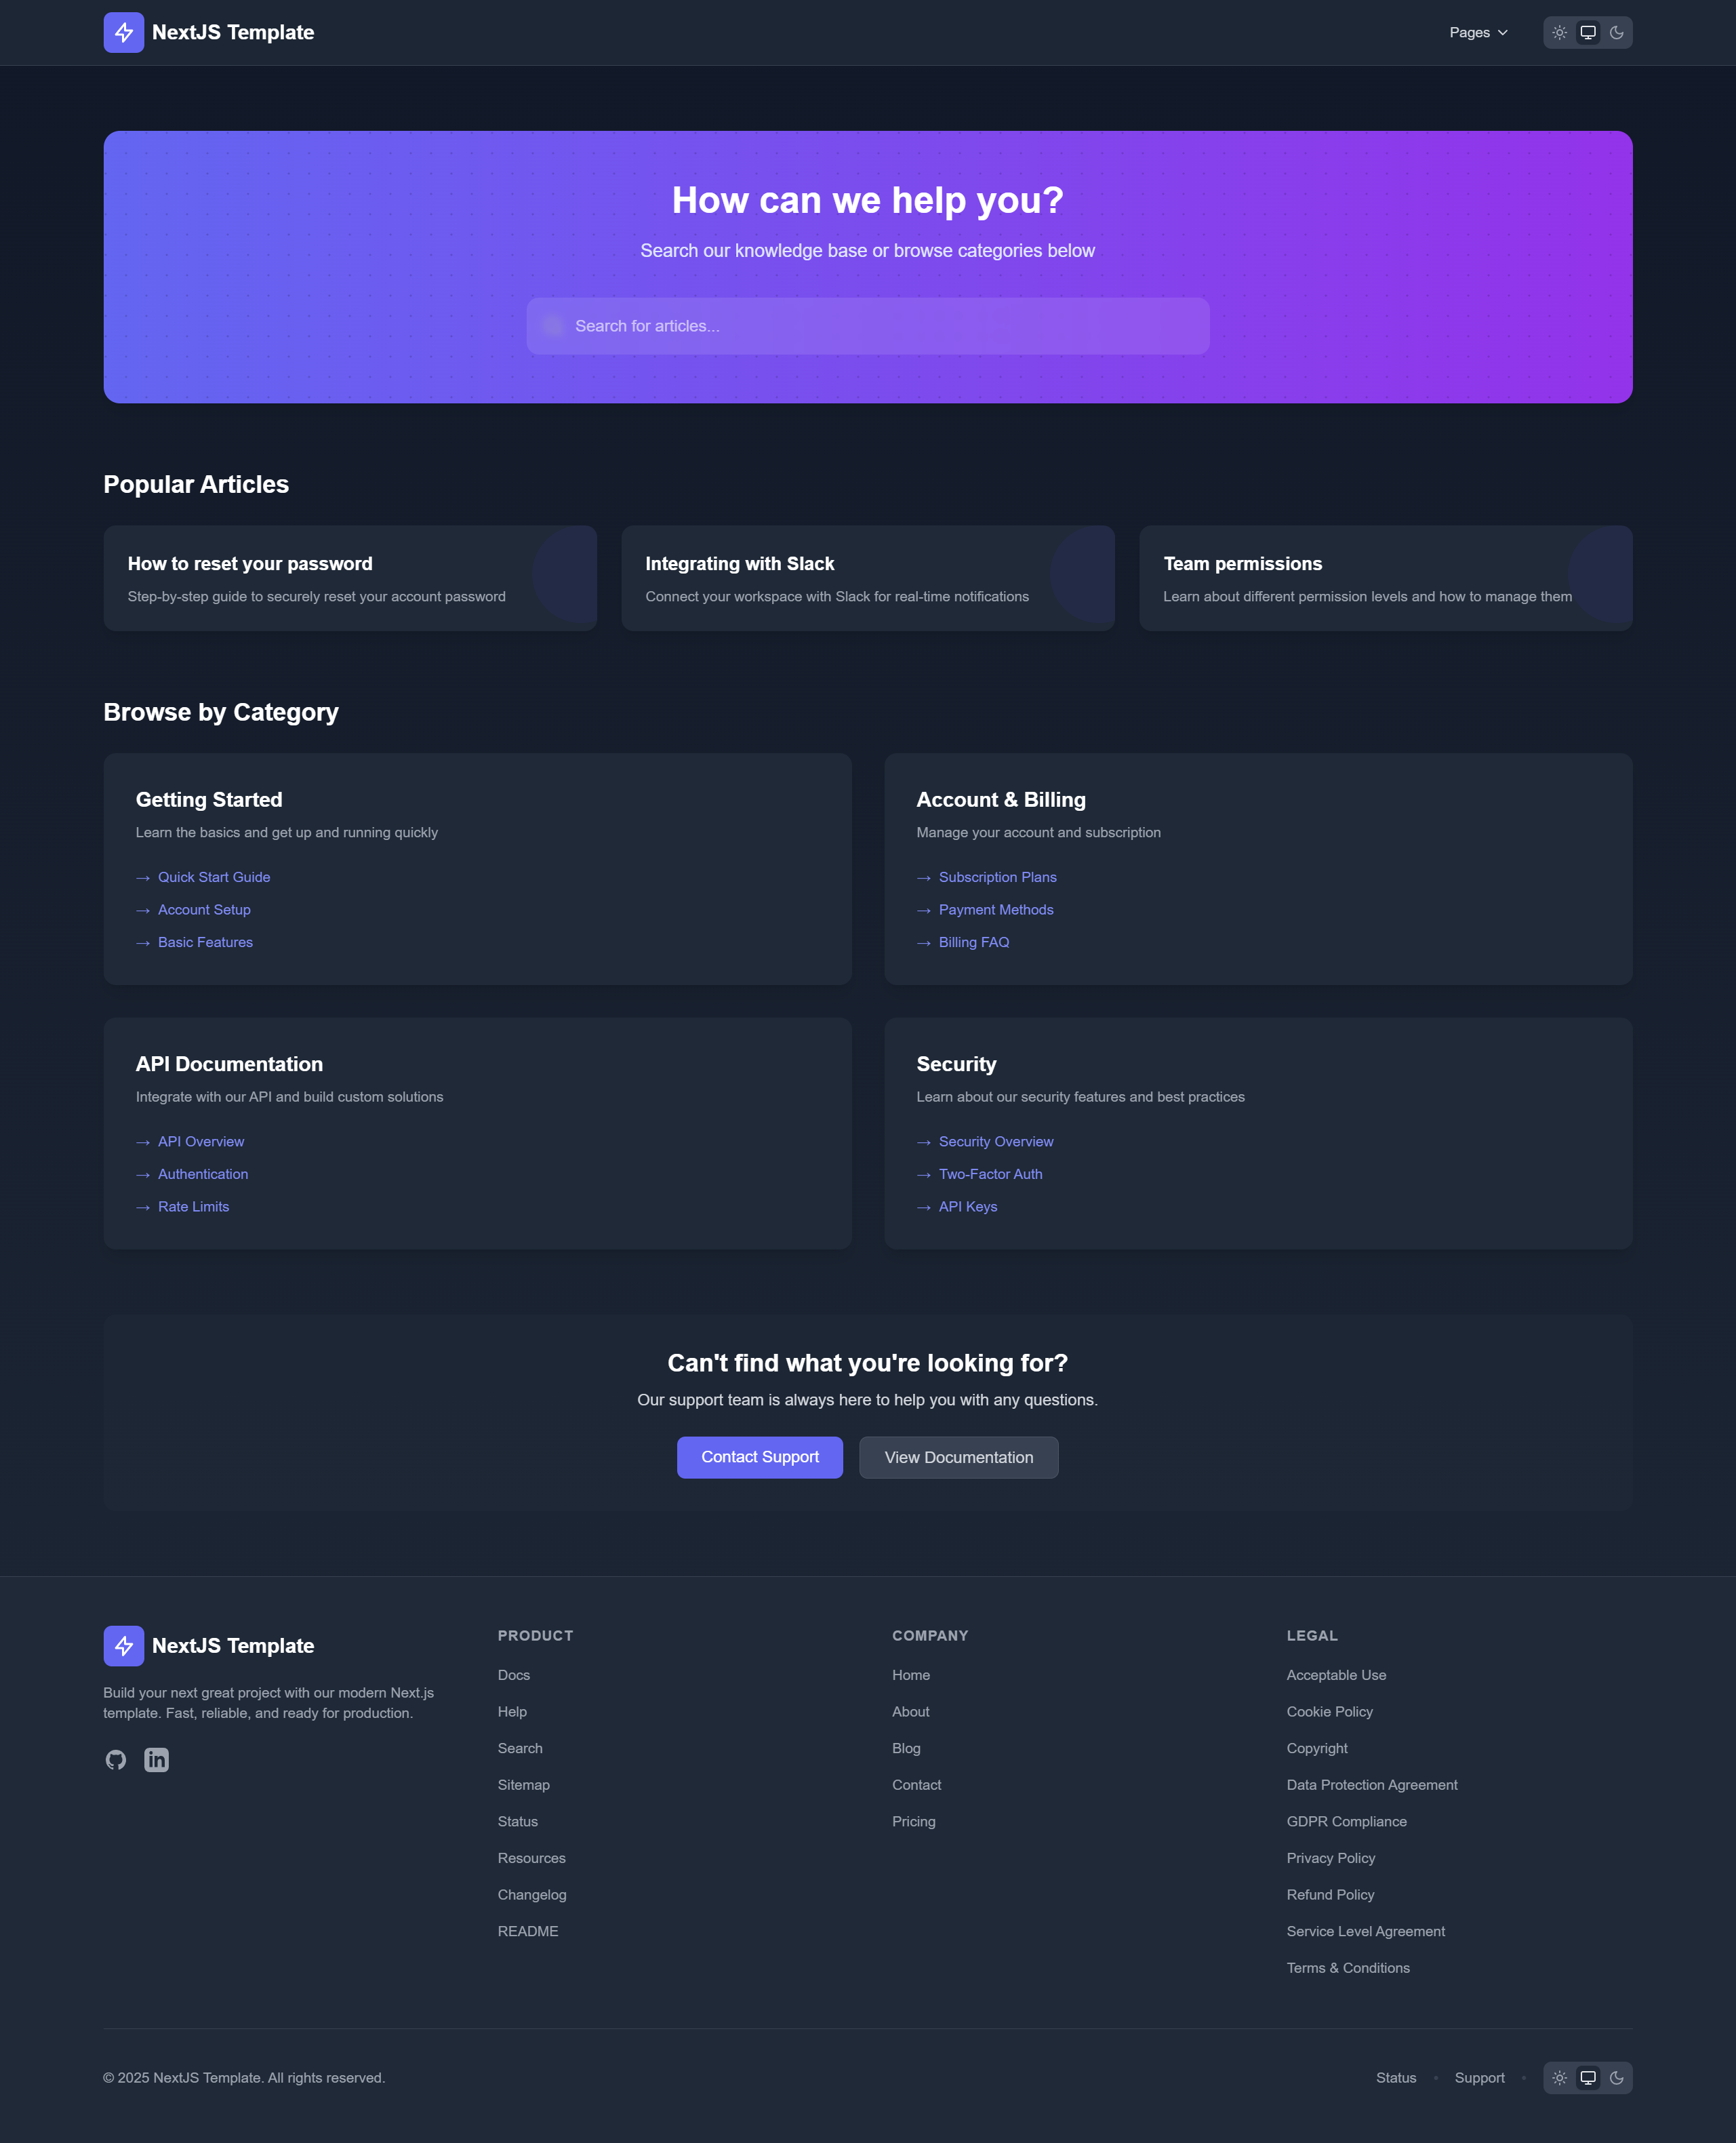 NextJS Template
Pages
How can we help you?
Search our knowledge base or browse categories below
Search for articles...
Popular Articles
How to reset your password
Step-by-step guide to securely reset your account password
Integrating with Slack
Connect your workspace with Slack for real-time notifications
Team permissions
Learn about different permission levels and how to manage them
Browse by Category
Getting Started
Learn the basics and get up and running quickly
→ Quick Start Guide
→ Account Setup
→ Basic Features
Account & Billing
Manage your account and subscription
→ Subscription Plans
→ Payment Methods
→ Billing FAQ
API Documentation
Integrate with our API and build custom solutions
→ API Overview
→ Authentication
→ Rate Limits
Security
Learn about our security features and best practices
→ Security Overview
→ Two-Factor Auth
→ API Keys
Can't find what you're looking for?
Our support team is always here to help you with any questions.
Contact Support
View Documentation
NextJS Template
Build your next great project with our modern Next.js
template. Fast, reliable, and ready for production.
in
PRODUCT
Docs
Help
Search
Sitemap
Status
Resources
Changelog
README
COMPANY
Home
About
Blog
Contact
Pricing
LEGAL
Acceptable Use
Cookie Policy
Copyright
Data Protection Agreement
GDPR Compliance
Privacy Policy
Refund Policy
Service Level Agreement
Terms & Conditions
© 2025 NextJS Template. All rights reserved.
Status • Support •